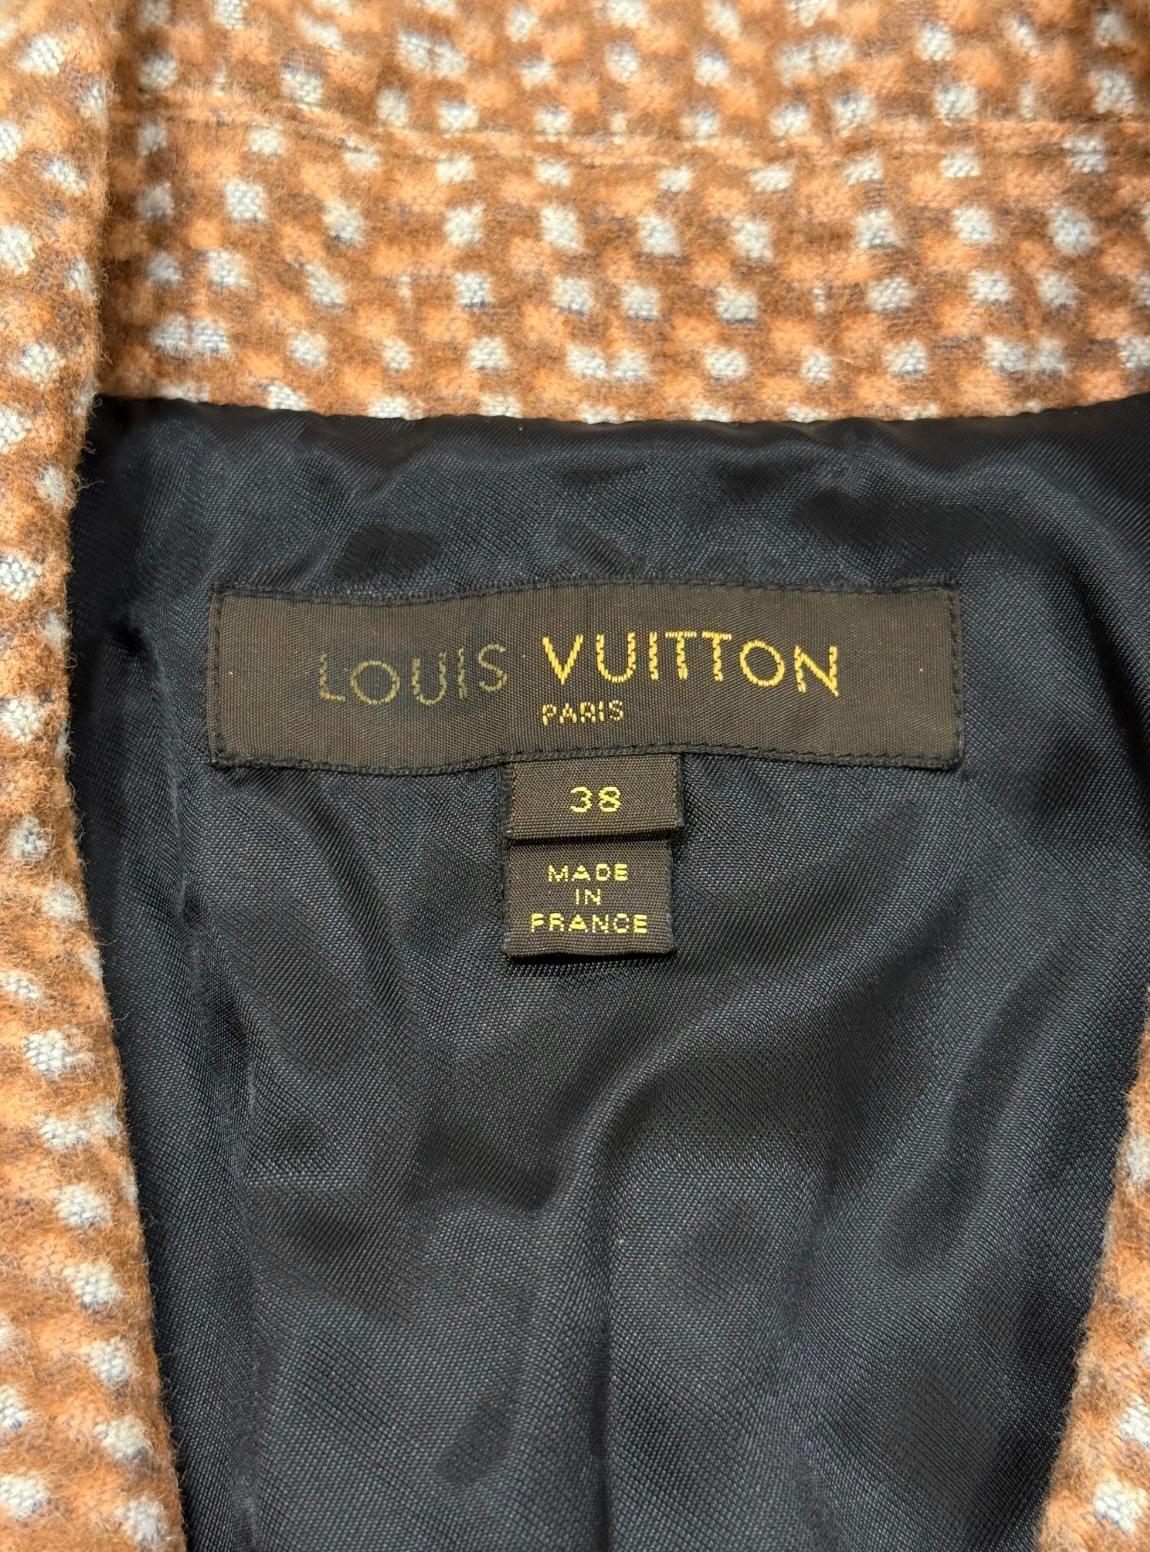 LOUIS VUITTON
PARIS
38
MADE
IN
FRANCE